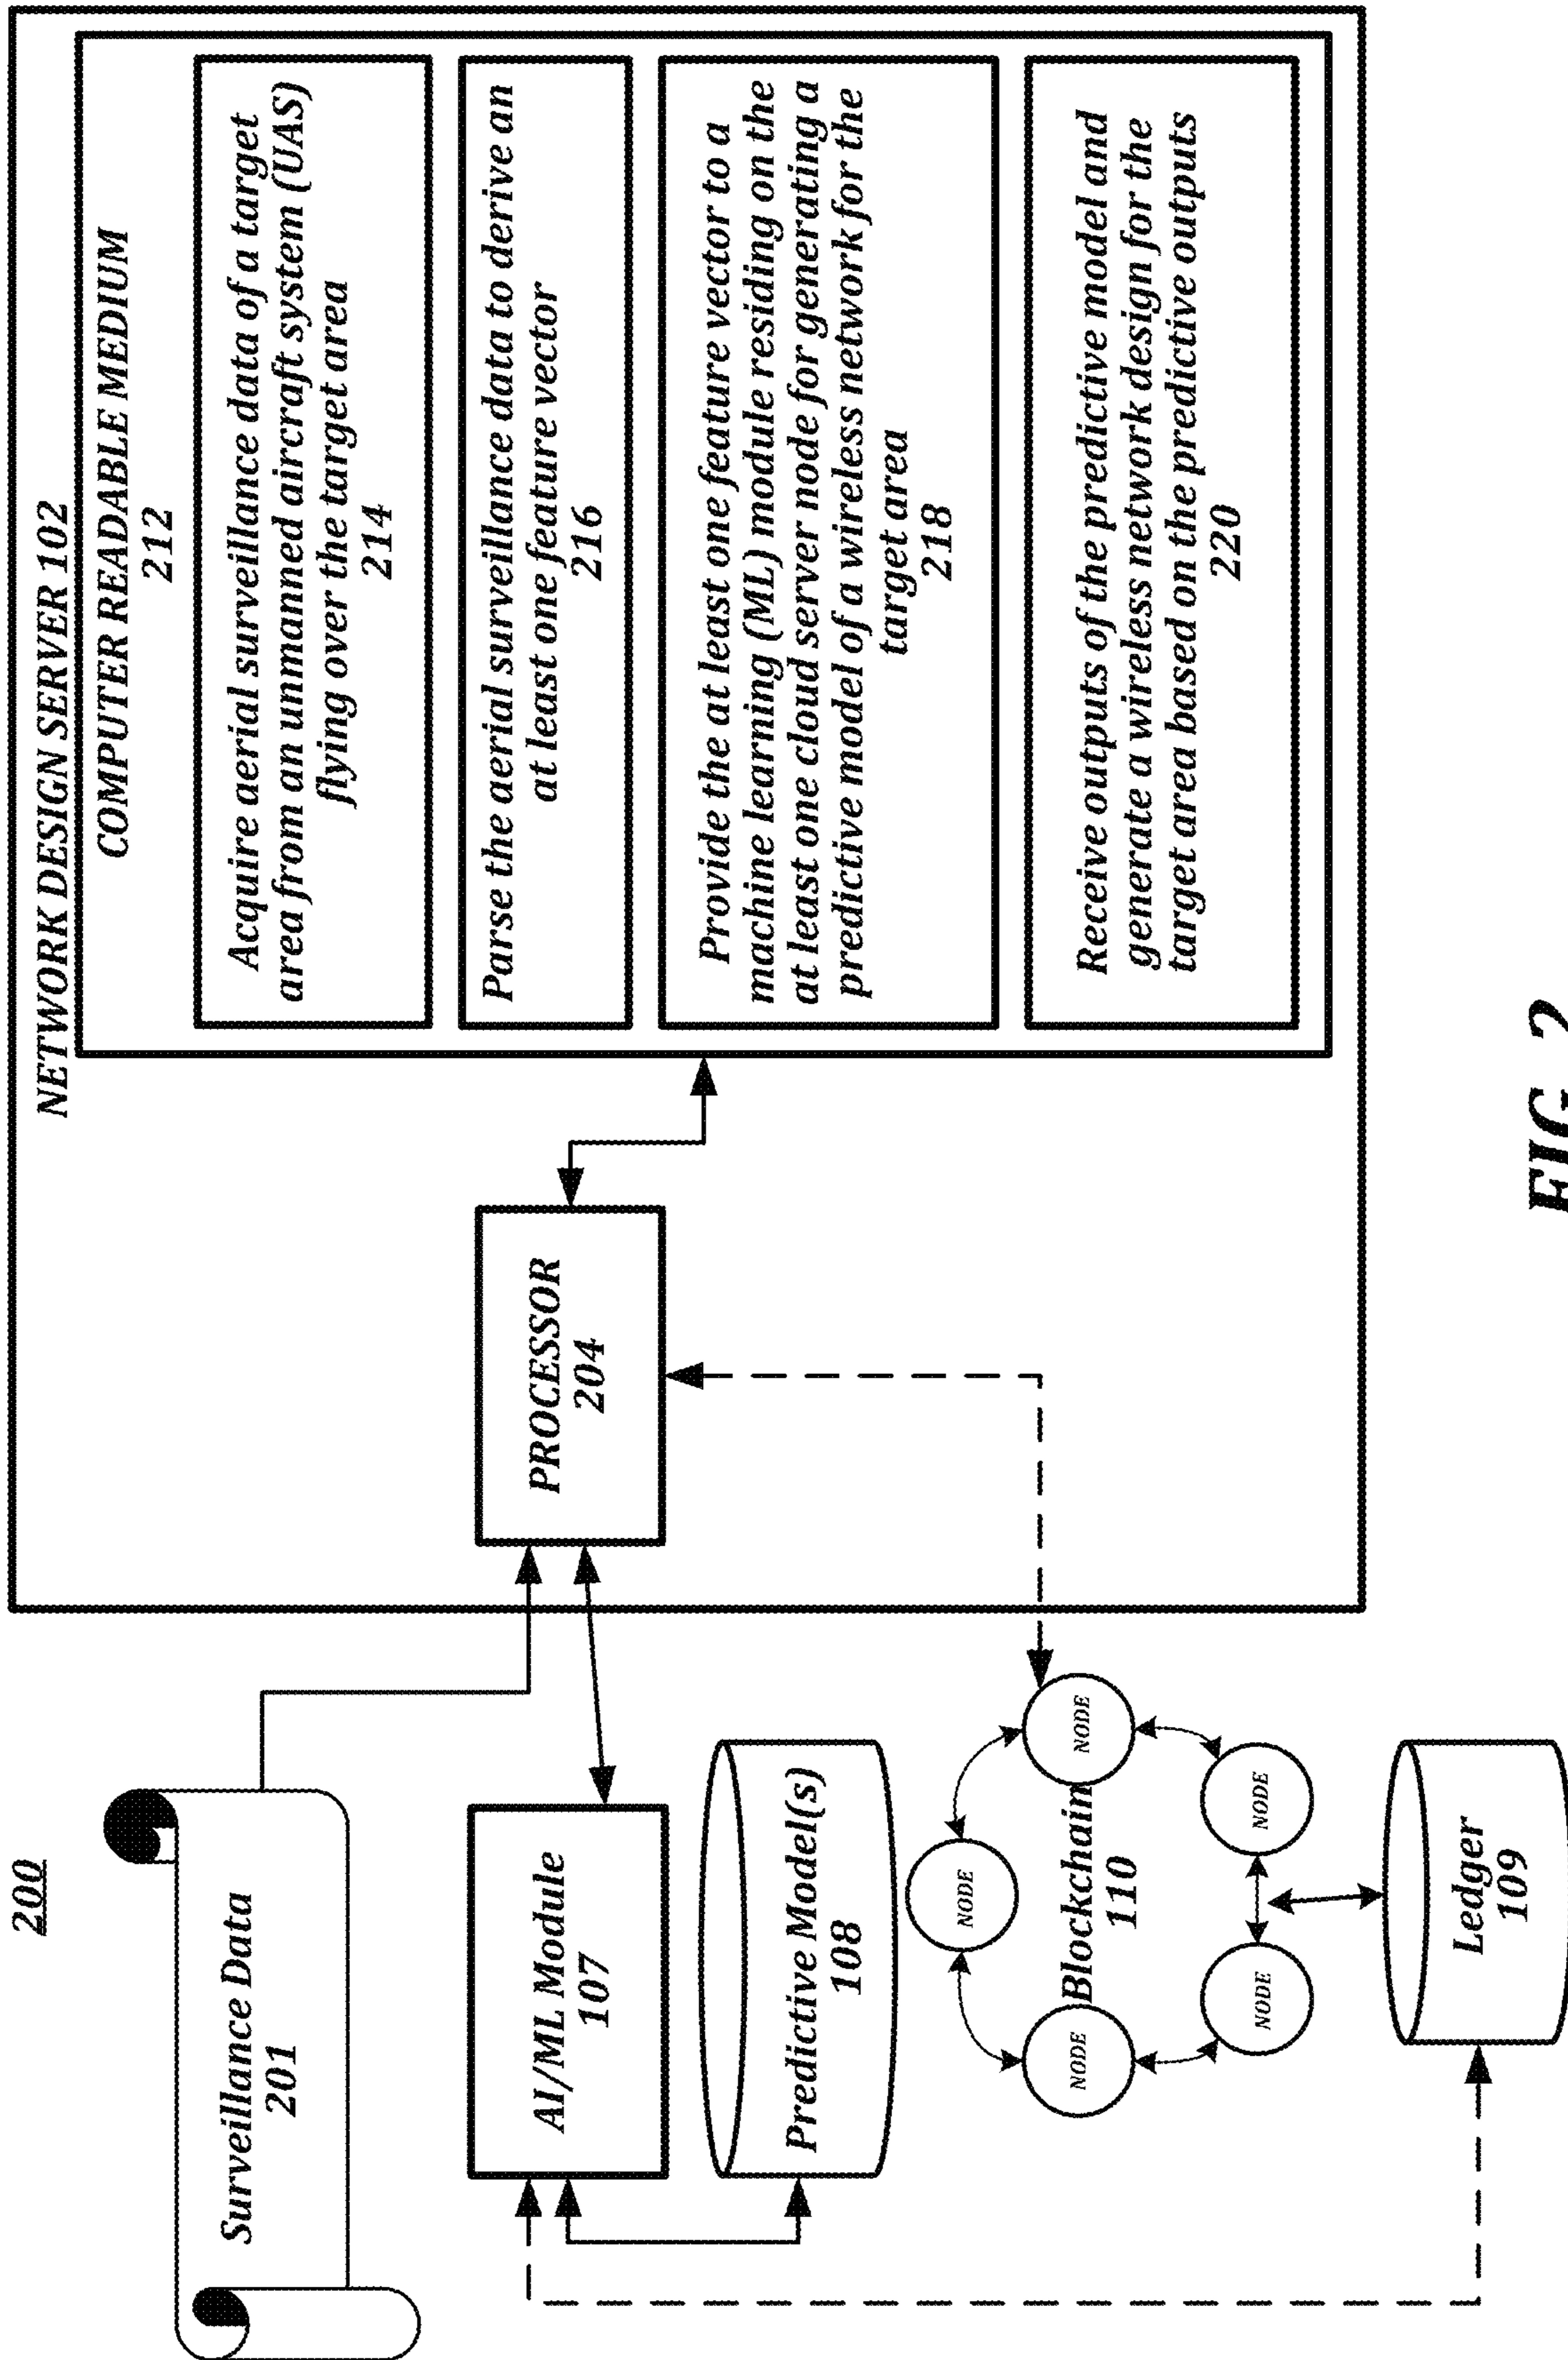 200
NETWORK DESIGN SERVER 102
COMPUTER READABLE MEDIUM
212
Acquire aerial surveillance data of a target
area from an unmanned aircraft system (UAS)
flying over the target area
214
Parse the aerial surveillance data to derive an
at least one feature vector
216
Provide the at least one feature vector to a
machine learning (ML) module residing on the
at least one cloud server node for generating a
predictive model of a wireless network for the
target area
218
Receive outputs of the predictive model and
generate a wireless network design for the
target area based on the predictive outputs
220
PROCESSOR
204
Surveillance Data
201
AI/ML Module
107
Predictive Model(s)
108
NODE
NODE
NODE
Blockchain
110
NODE
NODE
Ledger
109
FIG. 2